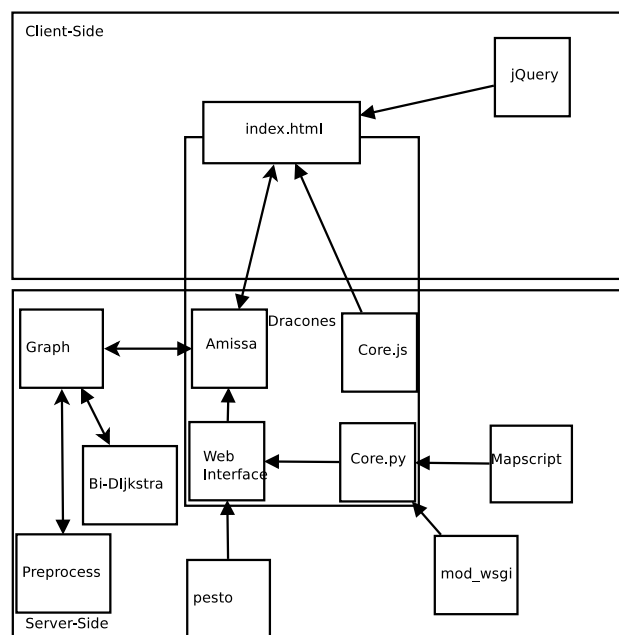 Client-Side
jQuery
index.html
Dracones
Graph
Amissa
Core.js
Web
Interface
Core.py
Mapscript
Bi-DIjkstra
Preprocess
mod_wsgi
pesto
Server-Side